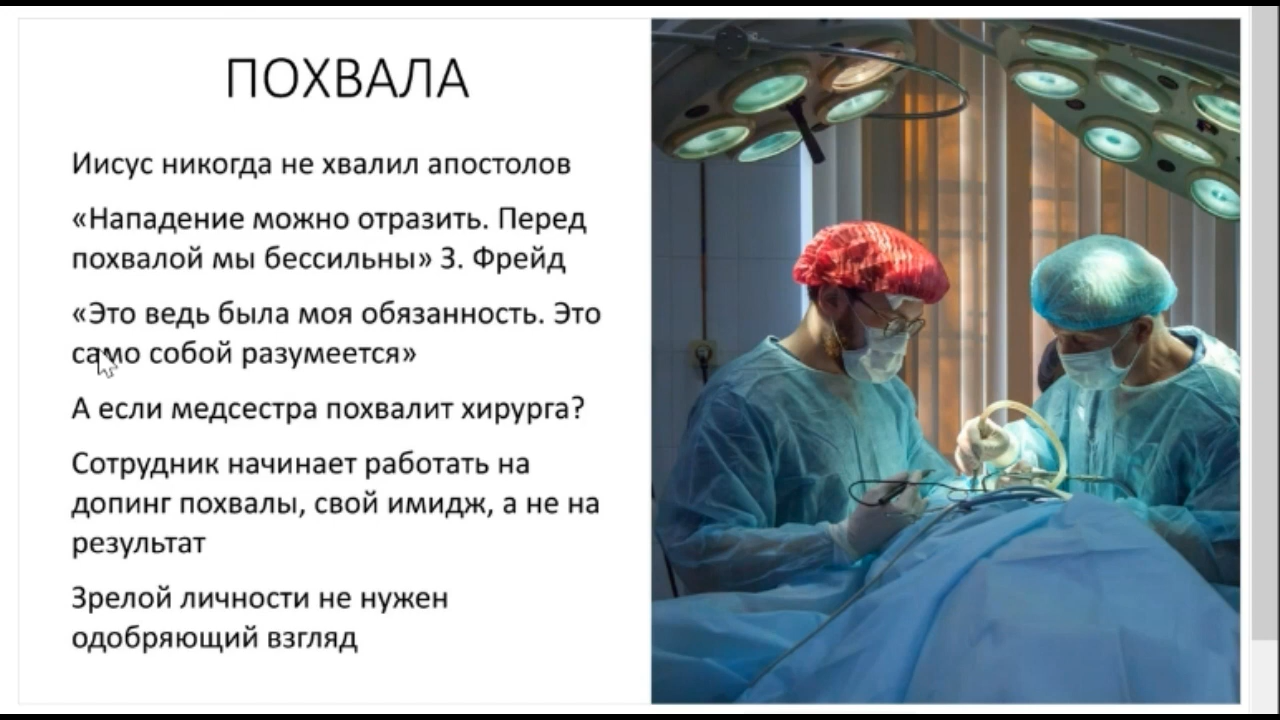 ПОХВАЛА
Иисус никогда не хвалил апостолов
«Нападение можно отразить. Перед
похвалой мы бессильны» З. Фрейд
«Это ведь была моя обязанность. Это
само собой разумеется»
А если медсестра похвалит хирурга?
Сотрудник начинает работать на
допинг похвалы, свой имидж, а не на
результат
Зрелой личности не нужен
одобряющий взгляд